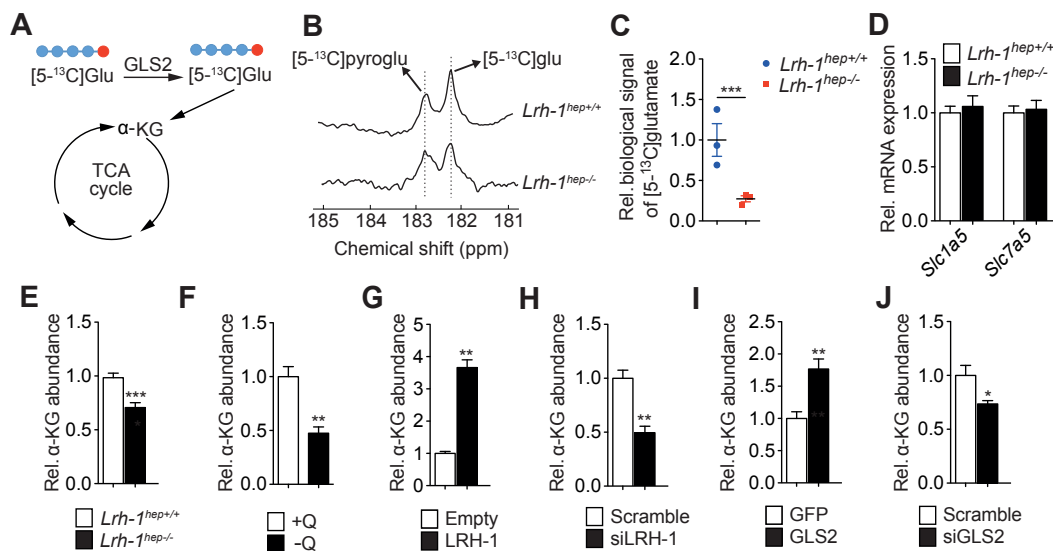 A
[5-¹³C]Glu
GLS2
[5-¹³C]Glu
α-KG
TCA
cycle
B
[5-¹³C]pyroglu
[5-¹³C]glu
Lrh-1hep+/+
Lrh-1hep-/-
185 184 183 182 181
Chemical shift (ppm)
C
Lrh-1hep+/+
Lrh-1hep-/-
Rel. biological signal
of [5-¹³C]glutamate
2.0
1.5
1.0
0.5
0.0
***
D
Lrh-1hep+/+
Lrh-1hep-/-
Rel. mRNA expression
1.5
1.0
0.5
0.0
Slc1a5
Slc7a5
E
Rel. α-KG abundance
1.5
1.0
0.5
0.0
***
*
Lrh-1hep+/+
Lrh-1hep-/-
F
Rel. α-KG abundance
1.5
1.0
0.5
0.0
**
+Q
-Q
G
Rel. α-KG abundance
5
4
3
2
1
0
**
Empty
LRH-1
H
Rel. α-KG abundance
1.5
1.0
0.5
0.0
**
Scramble
siLRH-1
I
Rel. α-KG abundance
2.5
2.0
1.5
1.0
0.5
0.0
**
**
GFP
GLS2
J
Rel. α-KG abundance
1.5
1.0
0.5
0.0
*
Scramble
siGLS2